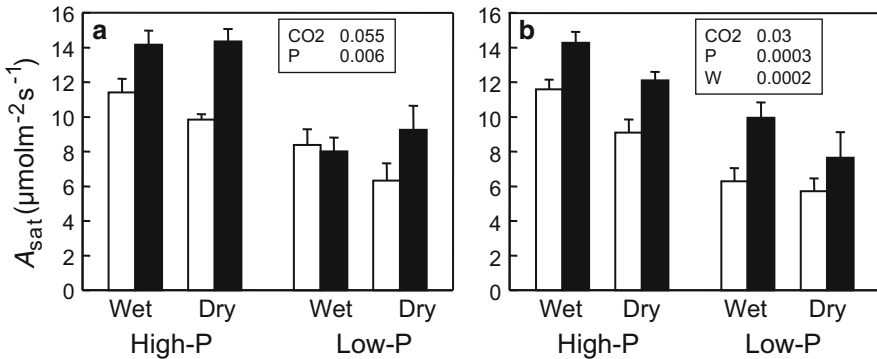 A_sat (μmolm⁻²s⁻¹)
16
14
12
10
8
6
4
2
0
a
CO2 0.055
P 0.006
Wet
Dry
Wet
Dry
High-P
Low-P
16
14
12
10
8
6
4
2
0
b
CO2 0.03
P 0.0003
W 0.0002
Wet
Dry
Wet
Dry
High-P
Low-P